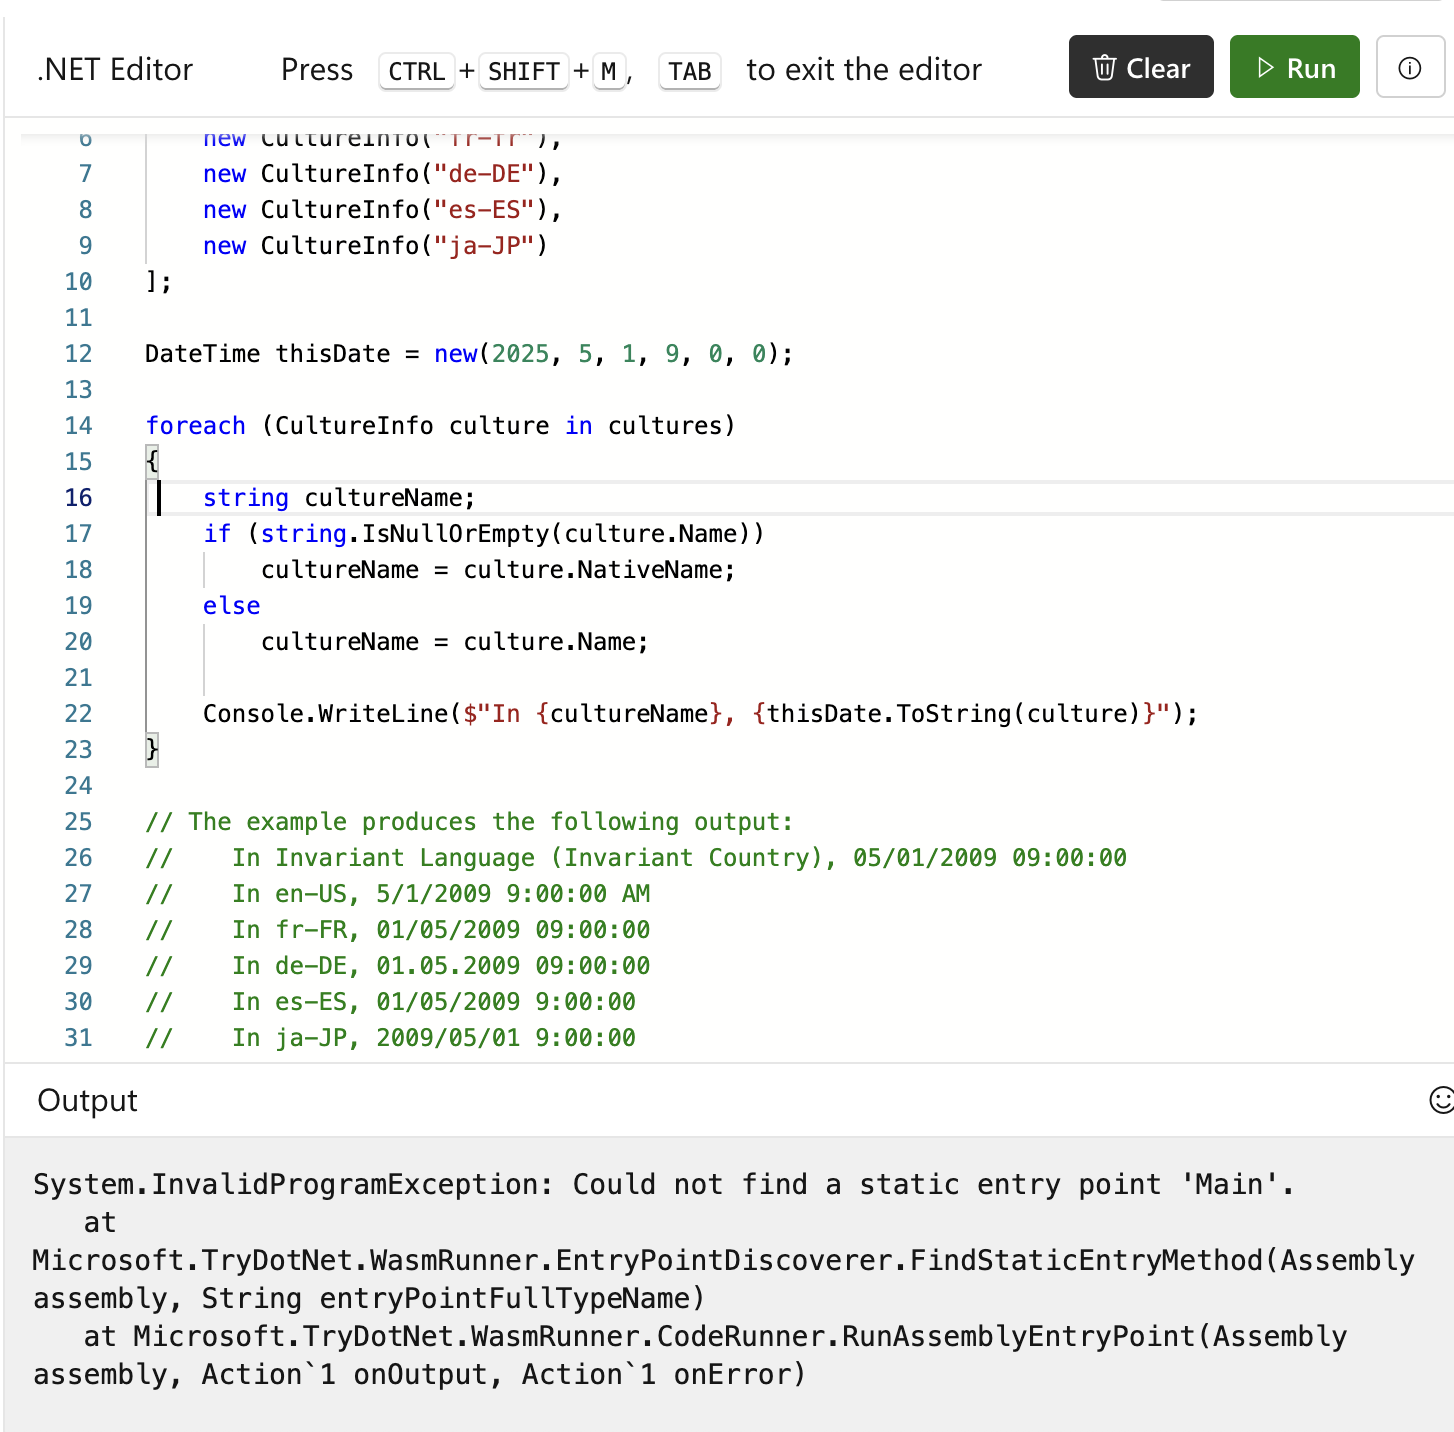 .NET Editor Press CTRL + SHIFT + M, TAB to exit the editor Clear Run
6 new CultureInfo("fr-fr"),
7 new CultureInfo("de-DE"),
8 new CultureInfo("es-ES"),
9 new CultureInfo("ja-JP")
10 ];
11
12 DateTime thisDate = new(2025, 5, 1, 9, 0, 0);
13
14 foreach (CultureInfo culture in cultures)
15 {
16 string cultureName;
17 if (string.IsNullOrEmpty(culture.Name))
18 cultureName = culture.NativeName;
19 else
20 cultureName = culture.Name;
21
22 Console.WriteLine($"In {cultureName}, {thisDate.ToString(culture)}");
23 }
24
25 // The example produces the following output:
26 // In Invariant Language (Invariant Country), 05/01/2009 09:00:00
27 // In en-US, 5/1/2009 9:00:00 AM
28 // In fr-FR, 01/05/2009 09:00:00
29 // In de-DE, 01.05.2009 09:00:00
30 // In es-ES, 01/05/2009 9:00:00
31 // In ja-JP, 2009/05/01 9:00:00
Output
System.InvalidProgramException: Could not find a static entry point 'Main'.
at
Microsoft.TryDotNet.WasmRunner.EntryPointDiscoverer.FindStaticEntryMethod(Assembly
assembly, String entryPointFullTypeName)
at Microsoft.TryDotNet.WasmRunner.CodeRunner.RunAssemblyEntryPoint(Assembly
assembly, Action`1 onOutput, Action`1 onError)